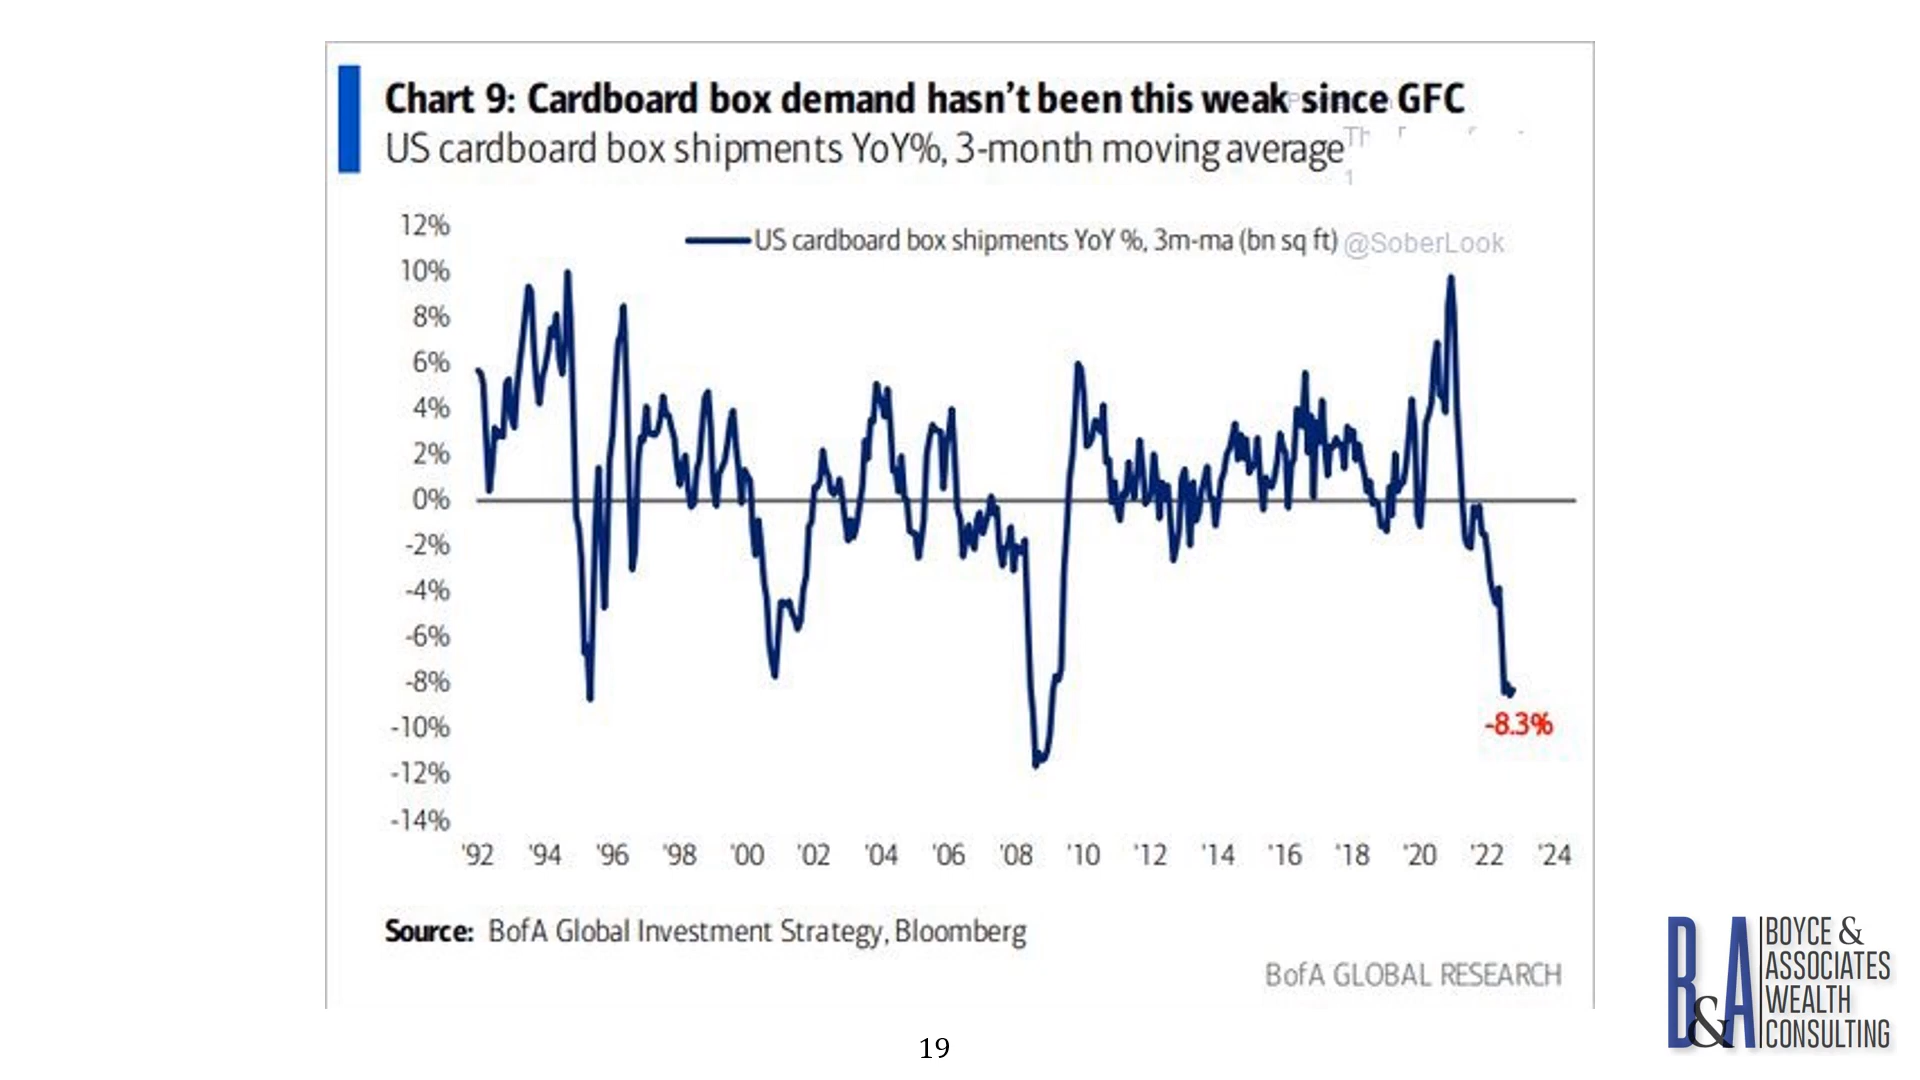 Chart 9: Cardboard box demand hasn't been this weak since GFC
US cardboard box shipments YoY%, 3-month moving average
12%
US cardboard box shipments YoY %, 3m-ma (bn sq ft) @SoberLook
10%
8%
6%
4%
2%
0%
-2%
-4%
-6%
-8%
-10%
-8.3%
-12%
-14%
'92 '94 '96 '98 '00 '02 '04 '06 '08 '10 '12 '14 '16 '18 '20 '22 '24
Source: BofA Global Investment Strategy, Bloomberg
BofA GLOBAL RESEARCH
B&A
BOYCE &
ASSOCIATES
WEALTH
CONSULTING
19